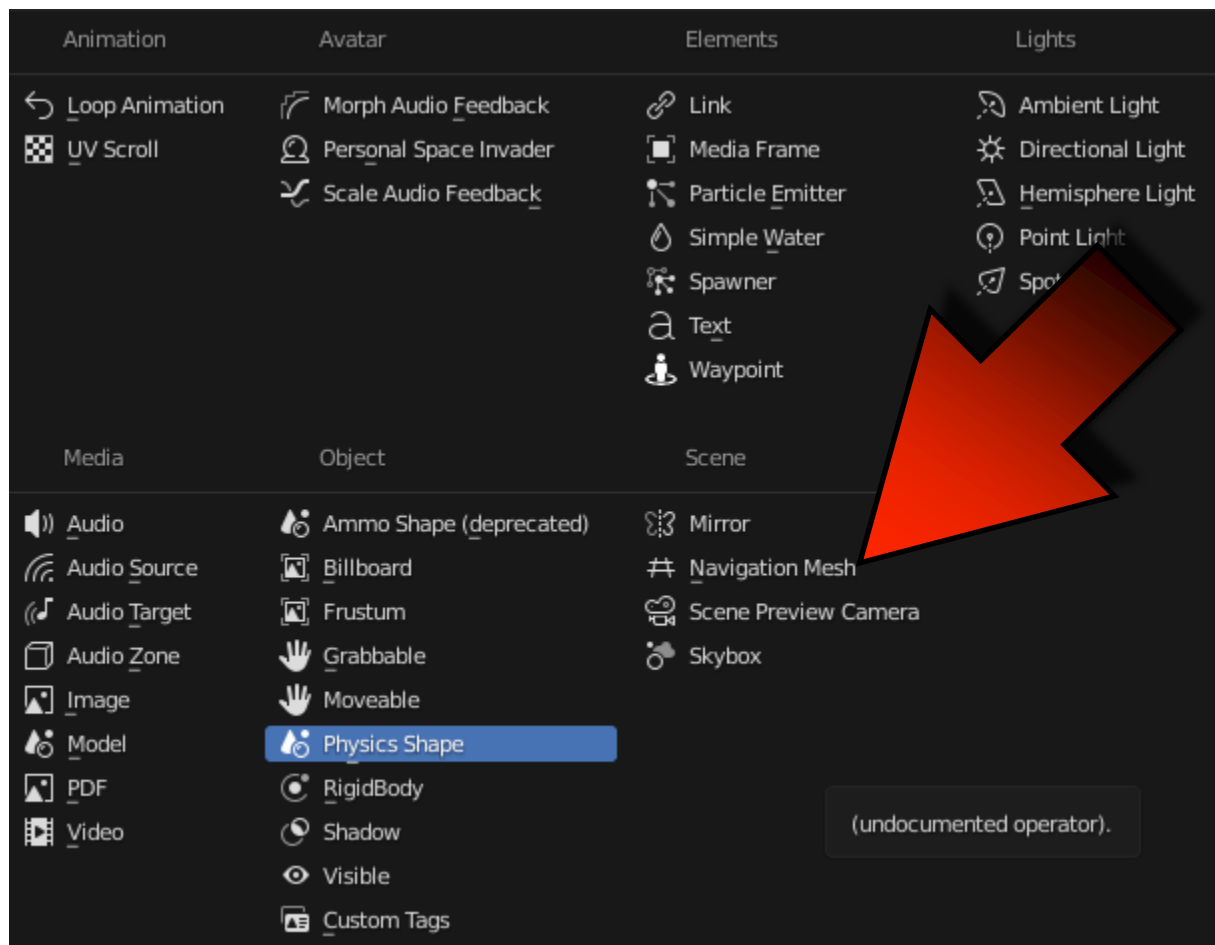 Animation
Loop Animation
UV Scroll
Avatar
Morph Audio Feedback
Personal Space Invader
Scale Audio Feedback
Elements
Link
Media Frame
Particle Emitter
Simple Water
Spawner
Text
Waypoint
Lights
Ambient Light
Directional Light
Hemisphere Light
Point Light
Media
Audio
Audio Source
Audio Target
Audio Zone
Image
Model
PDF
Video
Object
Ammo Shape (deprecated)
Billboard
Frustum
Grabbable
Moveable
Physics Shape
RigidBody
Shadow
Visible
Custom Tags
Scene
Mirror
Navigation Mesh
Scene Preview Camera
Skybox
(undocumented operator).